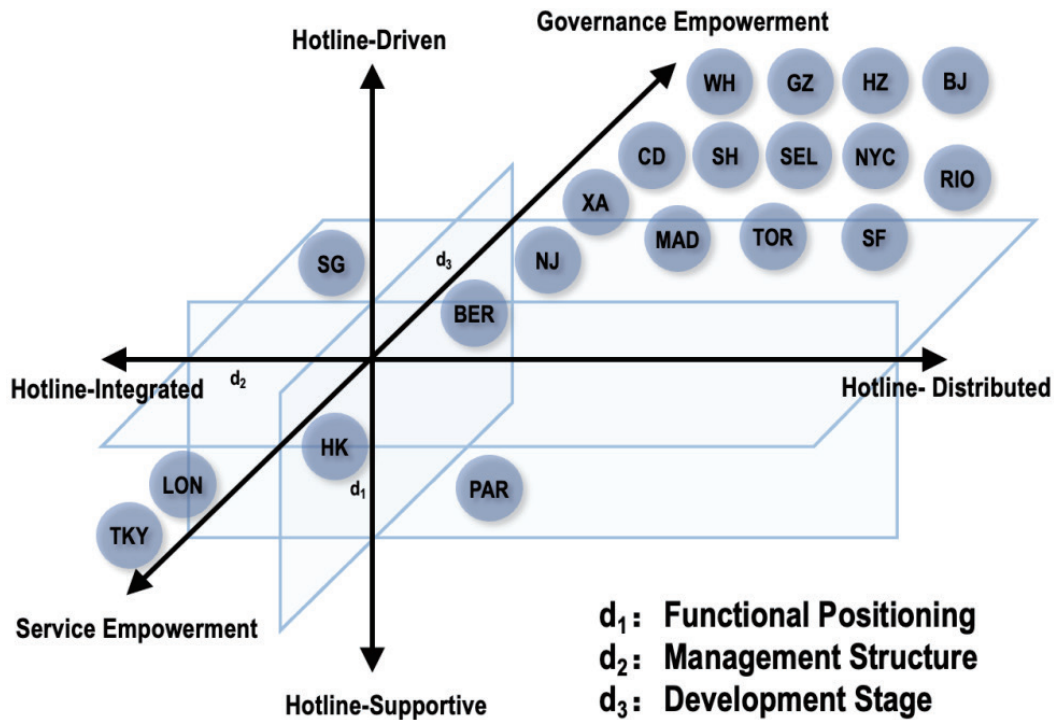 Governance Empowerment
Hotline-Driven
WH GZ HZ BJ
CD SH SEL NYC
RIO
XA
MAD TOR SF
SG
d₃
NJ
BER
Hotline-Integrated
d₂
Hotline- Distributed
HK
LON
d₁
PAR
TKY
Service Empowerment
Hotline-Supportive
d₁: Functional Positioning
d₂: Management Structure
d₃: Development Stage